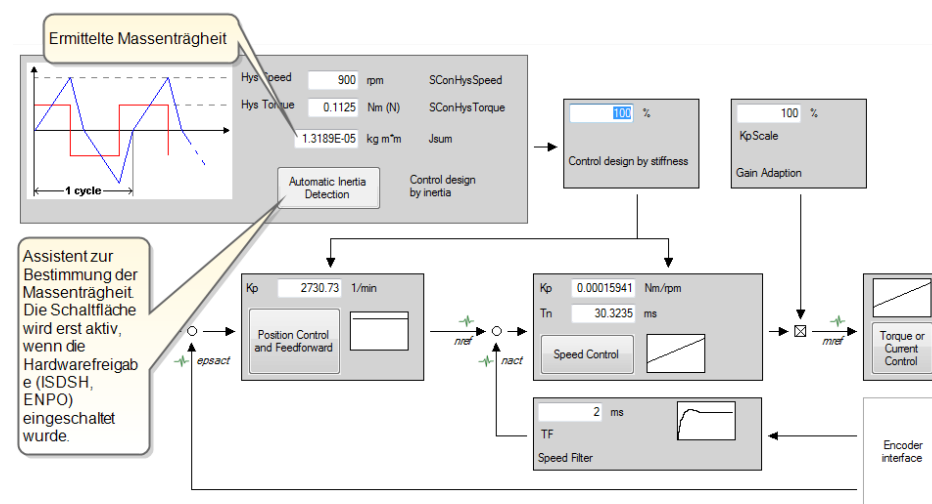 Ermittelte Massenträgheit
Hys Speed 900 rpm SConHysSpeed
Hys Torque 0.1125 Nm (N) SConHysTorque
1.3189E-05 kg m*m Jsum
1 cycle
Automatic Inertia
Detection
Control design
by inertia
100 %
Control design by stiffness
100 %
KpScale
Gain Adaption
Assistent zur
Bestimmung der
Massenträgheit.
Die Schaltfläche
wird erst aktiv,
wenn die
Hardwarefreigab
e (ISDSH,
ENPO)
eingeschaltet
wurde.
epsact
Kp 2730.73 1/min
Position Control
and Feedforward
nref
nact
Kp 0.00015941 Nm/rpm
Tn 30.3235 ms
Speed Control
mref
Torque or
Current
Control
2 ms
TF
Speed Filter
Encoder
interface